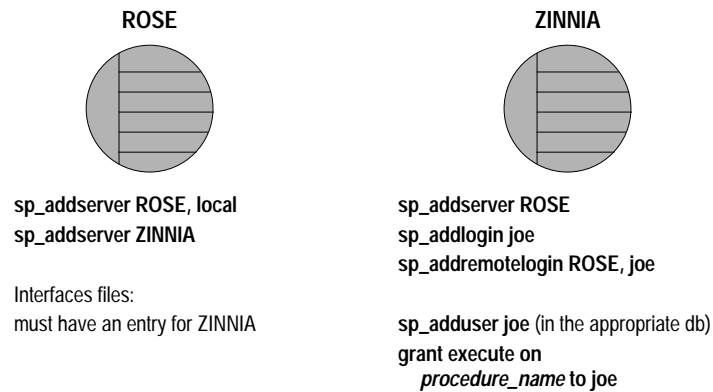 ROSE
sp_addserver ROSE, local
sp_addserver ZINNIA
Interfaces files:
must have an entry for ZINNIA
ZINNIA
sp_addserver ROSE
sp_addlogin joe
sp_addremotelogin ROSE, joe
sp_adduser joe (in the appropriate db)
grant execute on
procedure_name to joe